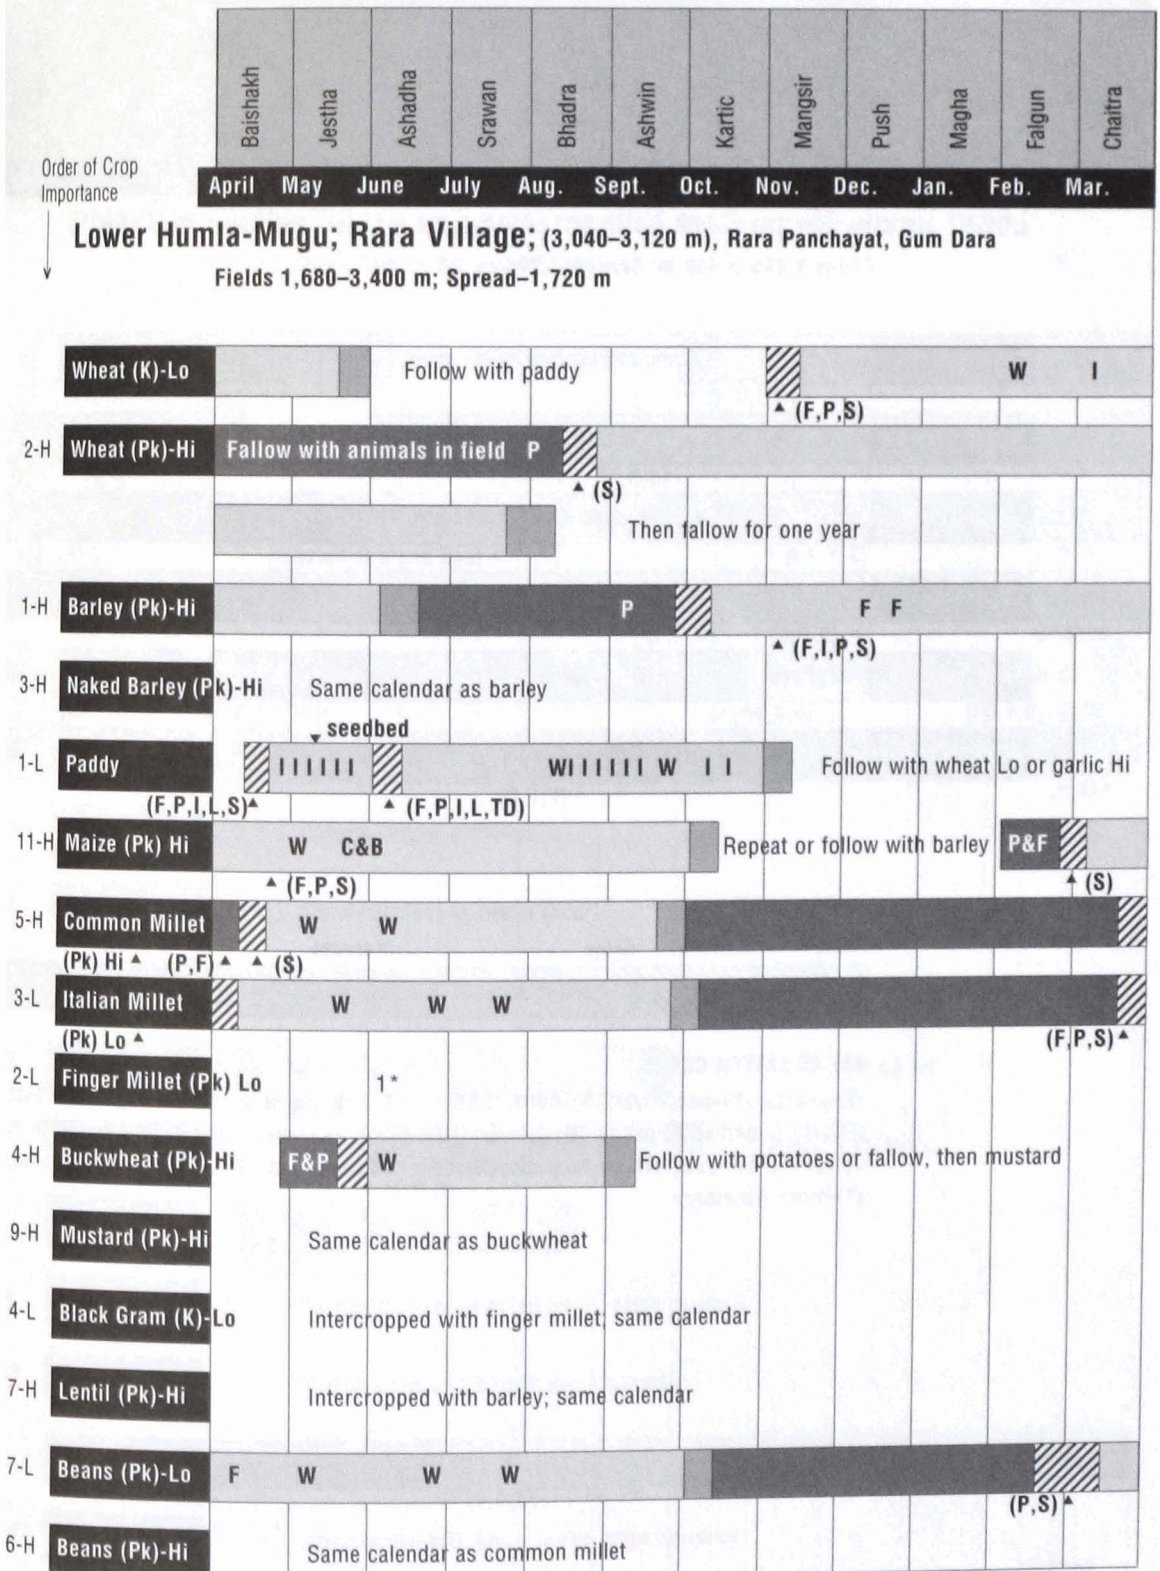 Baishakh Jestha Ashadha Srawan Bhadra Ashwin Kartic Mangsir Push Magha Falgun Chaitra
Order of Crop
Importance
April May June July Aug. Sept. Oct. Nov. Dec. Jan. Feb. Mar.
Lower Humla-Mugu; Rara Village; (3,040–3,120 m), Rara Panchayat, Gum Dara
Fields 1,680–3,400 m; Spread–1,720 m
Wheat (K)-Lo Follow with paddy W I
▲ (F,P,S)
2-H Wheat (Pk)-Hi Fallow with animals in field P
▲ (S)
Then fallow for one year
1-H Barley (Pk)-Hi P F F
▲ (F,I,P,S)
3-H Naked Barley (Pk)-Hi Same calendar as barley
▼ seedbed
1-L Paddy I I I I I I WI I I I I I W I I Follow with wheat Lo or garlic Hi
(F,P,I,L,S)▲ ▲ (F,P,I,L,TD)
11-H Maize (Pk) Hi W C&B Repeat or follow with barley P&F
▲ (F,P,S) ▲ (S)
5-H Common Millet W W
(Pk) Hi ▲ (P,F) ▲ ▲ (S)
3-L Italian Millet W W W
(Pk) Lo ▲ (F,P,S) ▲
2-L Finger Millet (Pk) Lo 1*
4-H Buckwheat (Pk)-Hi F&P W Follow with potatoes or fallow, then mustard
9-H Mustard (Pk)-Hi Same calendar as buckwheat
4-L Black Gram (K)-Lo Intercropped with finger millet; same calendar
7-H Lentil (Pk)-Hi Intercropped with barley; same calendar
7-L Beans (Pk)-Lo F W W W
(P,S) ▲
6-H Beans (Pk)-Hi Same calendar as common millet